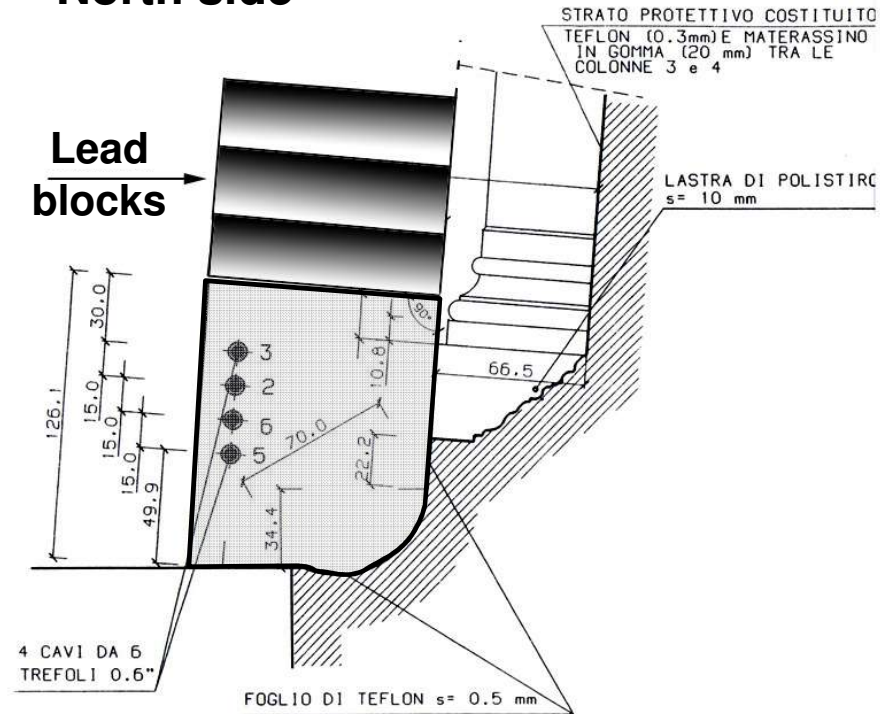 North side
STRATO PROTETTIVO COSTITUITO
TEFLON (0.3mm) E MATERASSINO
IN GOMMA (20 mm) TRA LE
COLONNE 3 e 4
Lead
blocks
LASTRA DI POLISTIRO
s= 10 mm
30.0
90°
3
10.8
66.5
2
15.0
126.1
15.0
6
70.0
5
15.0
22.2
49.9
34.4
4 CAVI DA 6
TREFOLI 0.6"
FOGLIO DI TEFLON s= 0.5 mm